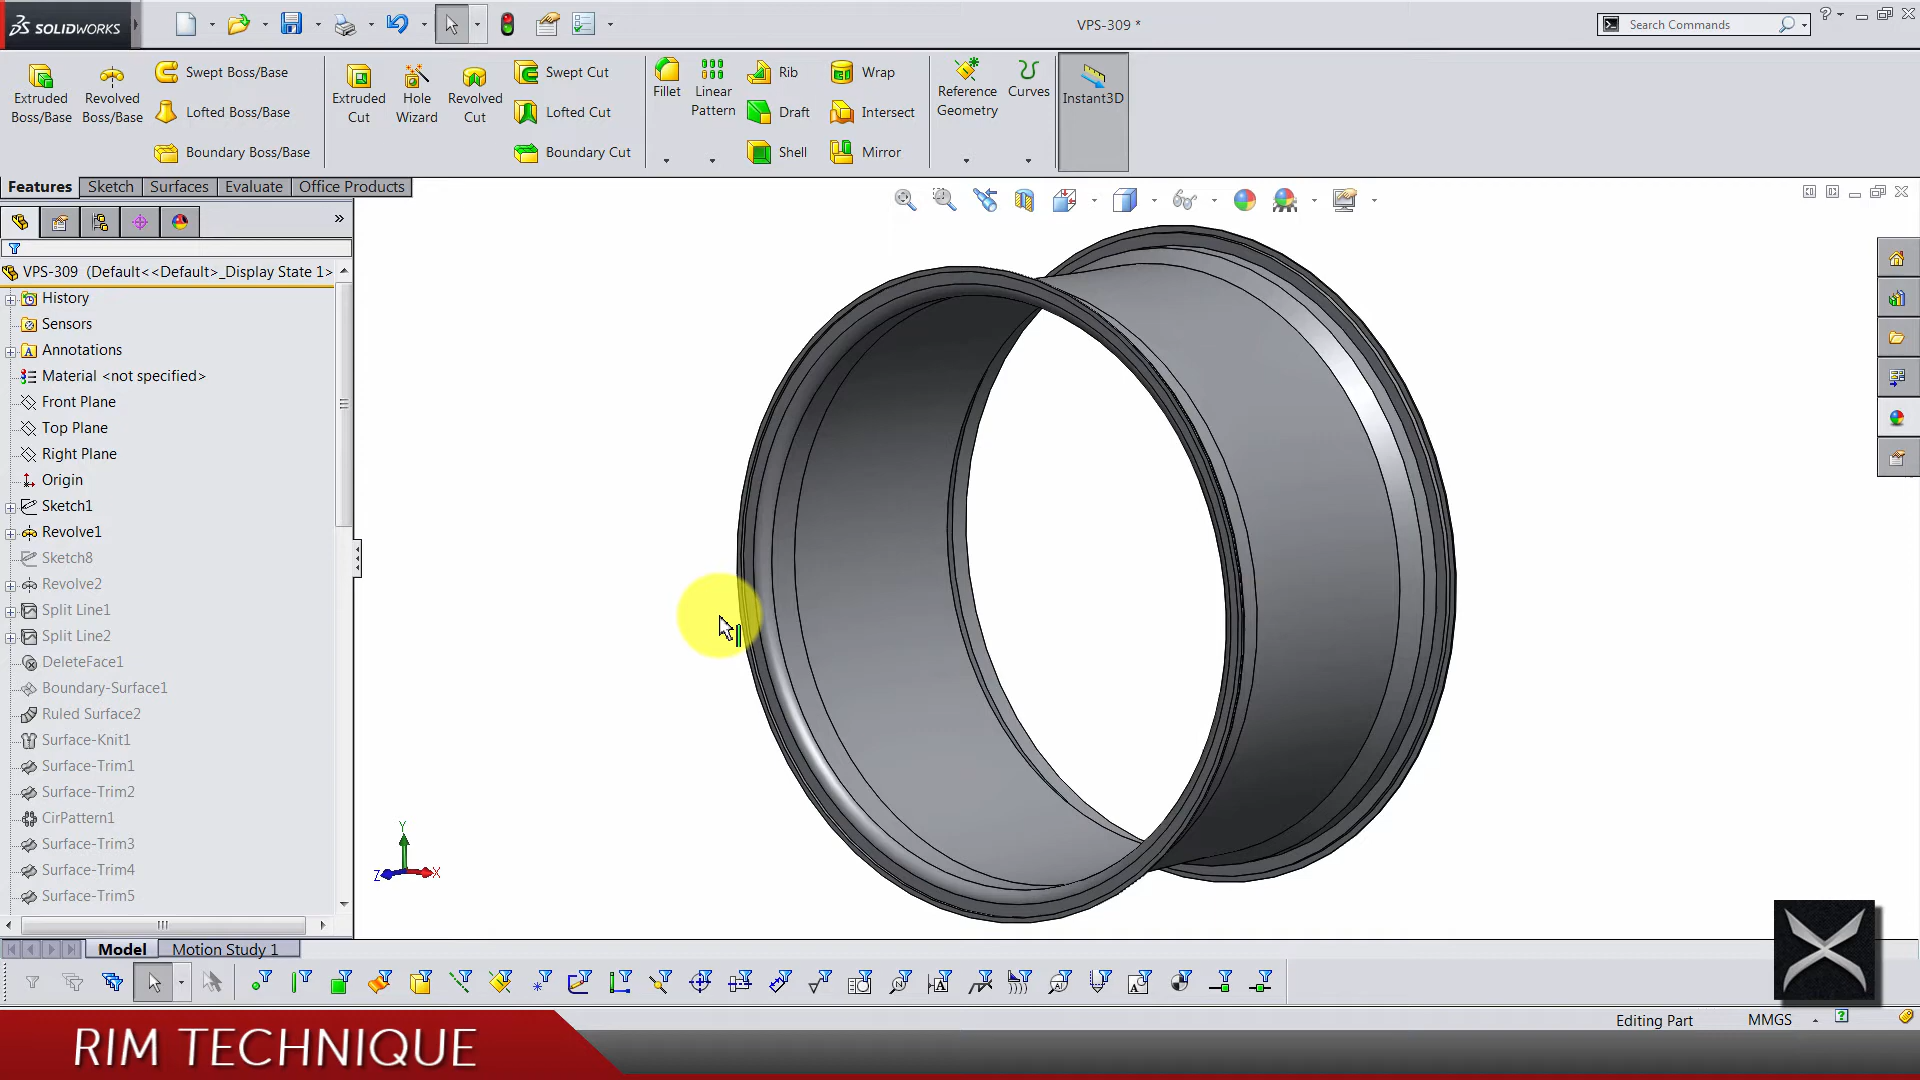 SOLIDWORKS
VPS-309 *
Search Commands
Extruded Boss/Base
Revolved Boss/Base
Swept Boss/Base
Lofted Boss/Base
Boundary Boss/Base
Extruded Cut
Hole Wizard
Revolved Cut
Swept Cut
Lofted Cut
Boundary Cut
Fillet
Linear Pattern
Rib
Draft
Shell
Wrap
Intersect
Mirror
Reference Geometry
Curves
Instant3D
Features
Sketch
Surfaces
Evaluate
Office Products
VPS-309 (Default<<Default>_Display State 1>
History
Sensors
Annotations
Material <not specified>
Front Plane
Top Plane
Right Plane
Origin
Sketch1
Revolve1
Sketch8
Revolve2
Split Line1
Split Line2
DeleteFace1
Boundary-Surface1
Ruled Surface2
Surface-Knit1
Surface-Trim1
Surface-Trim2
CirPattern1
Surface-Trim3
Surface-Trim4
Surface-Trim5
Y
Z
X
Model
Motion Study 1
Editing Part
MMGS
RIM TECHNIQUE